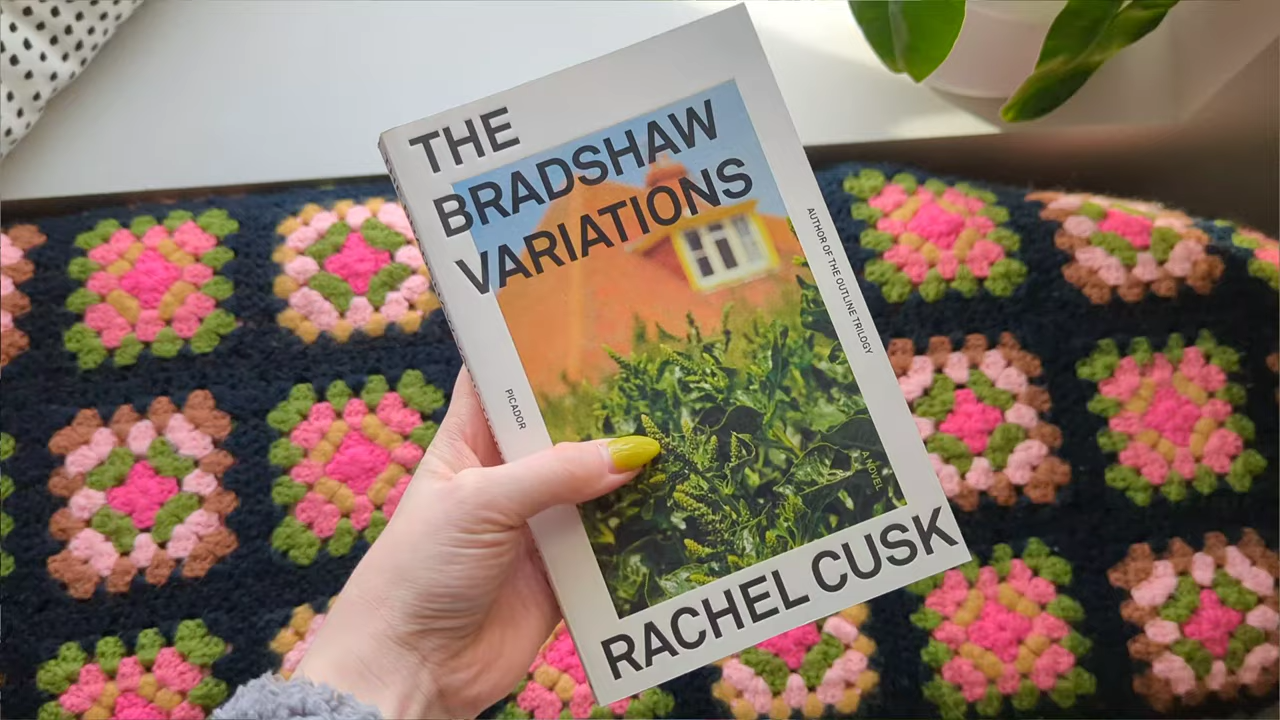 THE
BRADSHAW
VARIATIONS
AUTHOR OF THE OUTLINE TRILOGY
PICADOR
A NOVEL
RACHEL CUSK